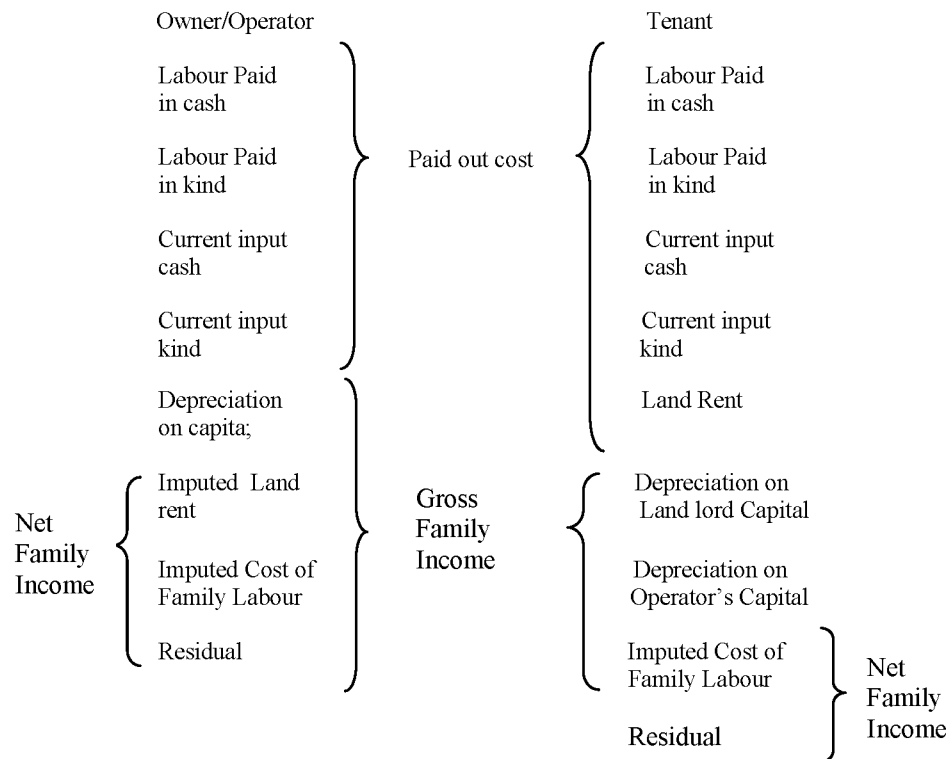 Owner/Operator
Labour Paid
in cash
Labour Paid
in kind
Current input
cash
Current input
kind
Depreciation
on capita;
Imputed Land
rent
Imputed Cost of
Family Labour
Residual
Net
Family
Income
Paid out cost
Gross
Family
Income
Tenant
Labour Paid
in cash
Labour Paid
in kind
Current input
cash
Current input
kind
Land Rent
Depreciation on
Land lord Capital
Depreciation on
Operator’s Capital
Imputed Cost of
Family Labour
Residual
Net
Family
Income